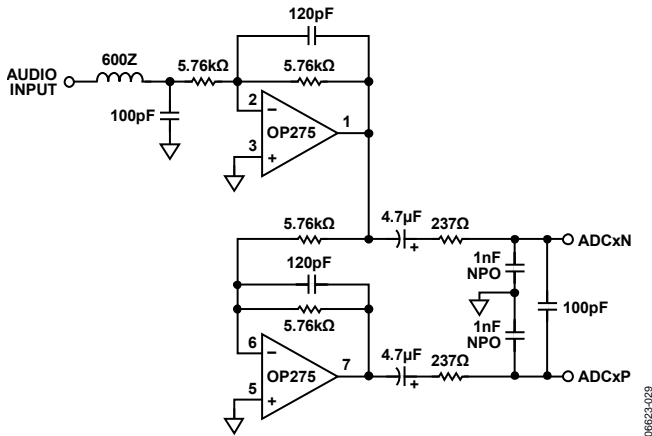 120pF
600Z
5.76kΩ
5.76kΩ
AUDIO
INPUT
100pF
2
–
OP275
1
3
+
5.76kΩ
4.7µF
+
237Ω
ADCxN
120pF
1nF
NPO
5.76kΩ
100pF
1nF
NPO
6
–
OP275
7
4.7µF
+
237Ω
ADCxP
5
+
06623-029